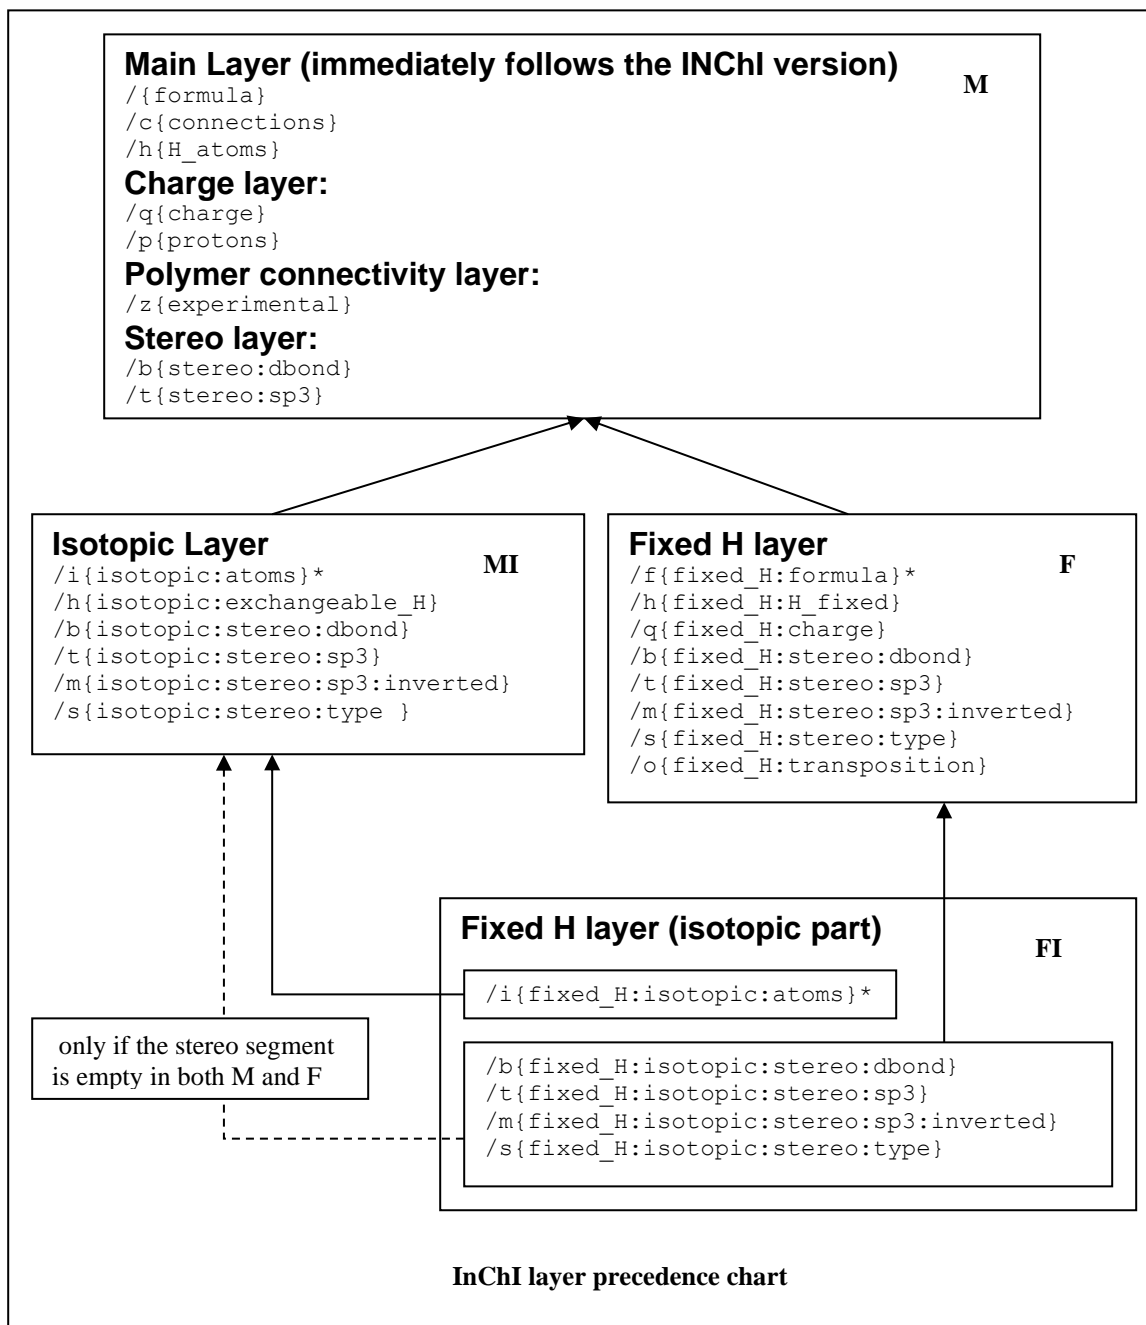 Main Layer (immediately follows the INChI version)
M
/{formula}
/c{connections}
/h{H_atoms}
Charge layer:
/q{charge}
/p{protons}
Polymer connectivity layer:
/z{experimental}
Stereo layer:
/b{stereo:dbond}
/t{stereo:sp3}
Isotopic Layer
MI
/i{isotopic:atoms}*
/h{isotopic:exchangeable_H}
/b{isotopic:stereo:dbond}
/t{isotopic:stereo:sp3}
/m{isotopic:stereo:sp3:inverted}
/s{isotopic:stereo:type }
Fixed H layer
F
/f{fixed_H:formula}*
/h{fixed_H:H_fixed}
/q{fixed_H:charge}
/b{fixed_H:stereo:dbond}
/t{fixed_H:stereo:sp3}
/m{fixed_H:stereo:sp3:inverted}
/s{fixed_H:stereo:type}
/o{fixed_H:transposition}
Fixed H layer (isotopic part)
FI
/i{fixed_H:isotopic:atoms}*
only if the stereo segment
is empty in both M and F
/b{fixed_H:isotopic:stereo:dbond}
/t{fixed_H:isotopic:stereo:sp3}
/m{fixed_H:isotopic:stereo:sp3:inverted}
/s{fixed_H:isotopic:stereo:type}
InChI layer precedence chart